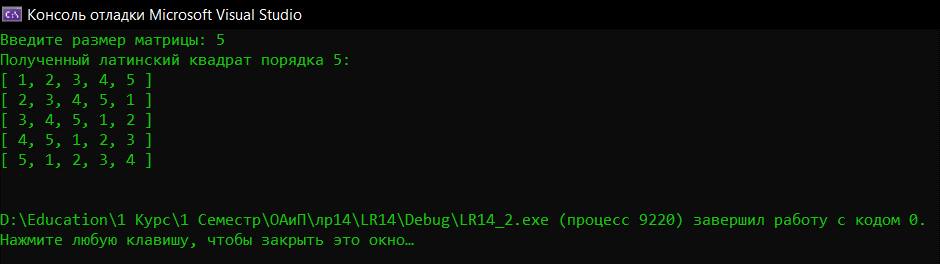 Консоль отладки Microsoft Visual Studio
Введите размер матрицы: 5
Полученный латинский квадрат порядка 5:
[ 1, 2, 3, 4, 5 ]
[ 2, 3, 4, 5, 1 ]
[ 3, 4, 5, 1, 2 ]
[ 4, 5, 1, 2, 3 ]
[ 5, 1, 2, 3, 4 ]
D:\Education\1 Курс\1 Семестр\ОАиП\лр14\LR14\Debug\LR14_2.exe (процесс 9220) завершил работу с кодом 0.
Нажмите любую клавишу, чтобы закрыть это окно…